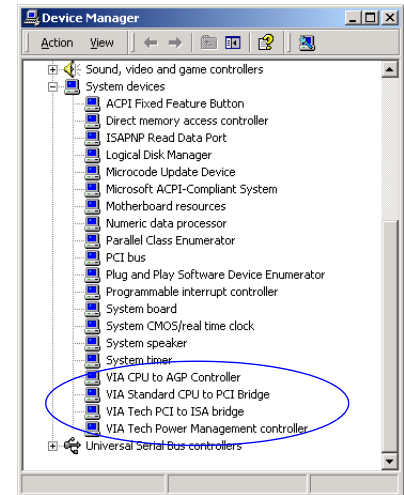 Device Manager
Action View
Sound, video and game controllers
System devices
ACPI Fixed Feature Button
Direct memory access controller
ISAPNP Read Data Port
Logical Disk Manager
Microcode Update Device
Microsoft ACPI-Compliant System
Motherboard resources
Numeric data processor
Parallel Class Enumerator
PCI bus
Plug and Play Software Device Enumerator
Programmable interrupt controller
System board
System CMOS/real time clock
System speaker
System timer
VIA CPU to AGP Controller
VIA Standard CPU to PCI Bridge
VIA Tech PCI to ISA bridge
VIA Tech Power Management controller
Universal Serial Bus controllers